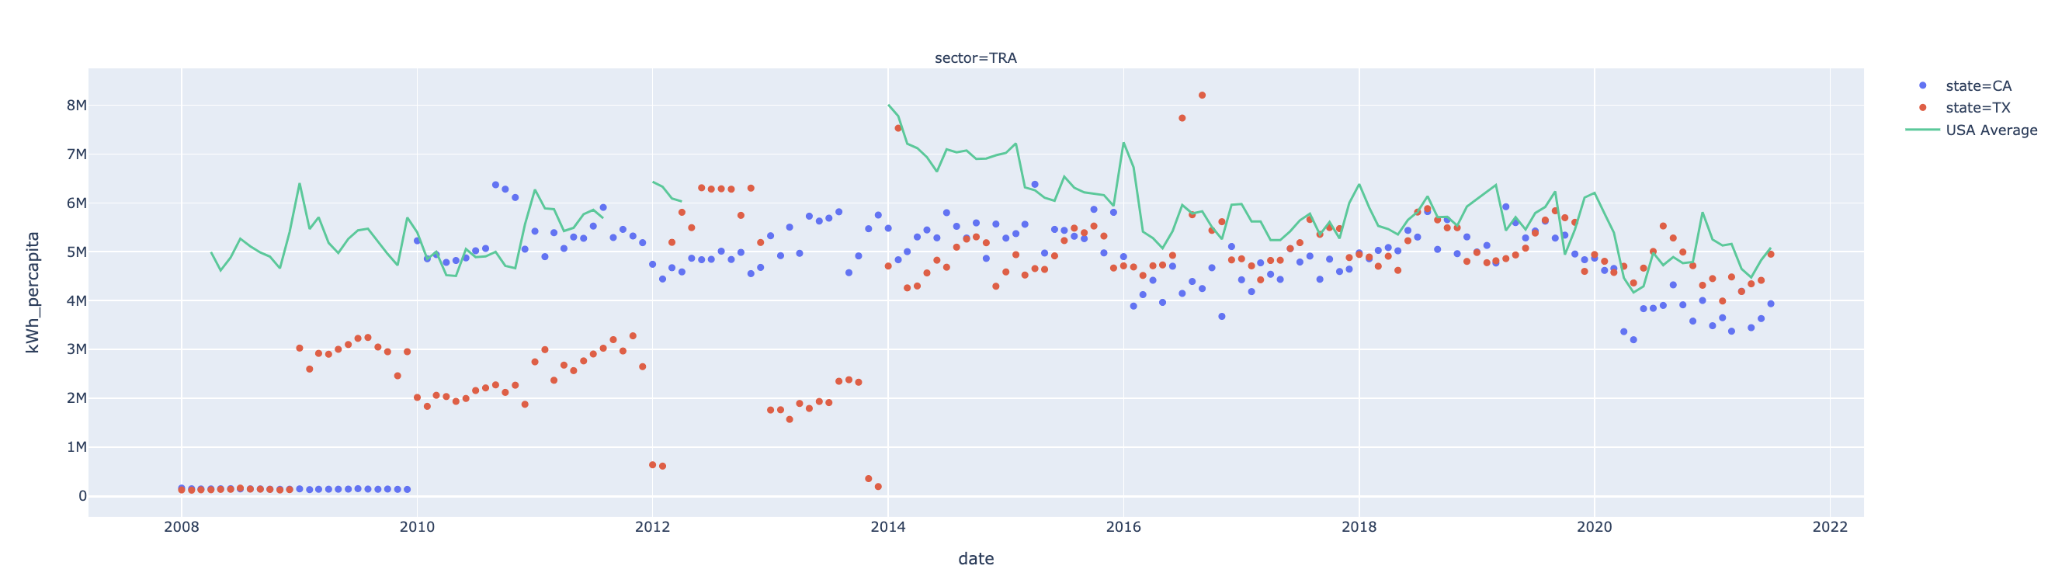 sector=TRA
state=CA
state=TX
USA Average
kWh_percapita
8M
7M
6M
5M
4M
3M
2M
1M
0
2008 2010 2012 2014 2016 2018 2020 2022
date